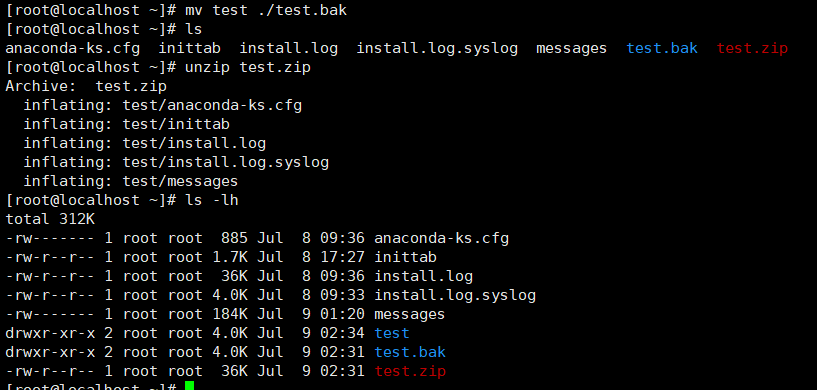 [root@localhost ~]# mv test ./test.bak
[root@localhost ~]# ls
anaconda-ks.cfg  inittab  install.log  install.log.syslog  messages  test.bak  test.zip
[root@localhost ~]# unzip test.zip
Archive:  test.zip
  inflating: test/anaconda-ks.cfg
  inflating: test/inittab
  inflating: test/install.log
  inflating: test/install.log.syslog
  inflating: test/messages
[root@localhost ~]# ls -lh
total 312K
-rw------- 1 root root  885 Jul  8 09:36 anaconda-ks.cfg
-rw-r--r-- 1 root root 1.7K Jul  8 17:27 inittab
-rw-r--r-- 1 root root  36K Jul  8 09:36 install.log
-rw-r--r-- 1 root root 4.0K Jul  8 09:33 install.log.syslog
-rw------- 1 root root 184K Jul  9 01:20 messages
drwxr-xr-x 2 root root 4.0K Jul  9 02:34 test
drwxr-xr-x 2 root root 4.0K Jul  9 02:31 test.bak
-rw-r--r-- 1 root root  36K Jul  9 02:31 test.zip
[root@localhost ~]#